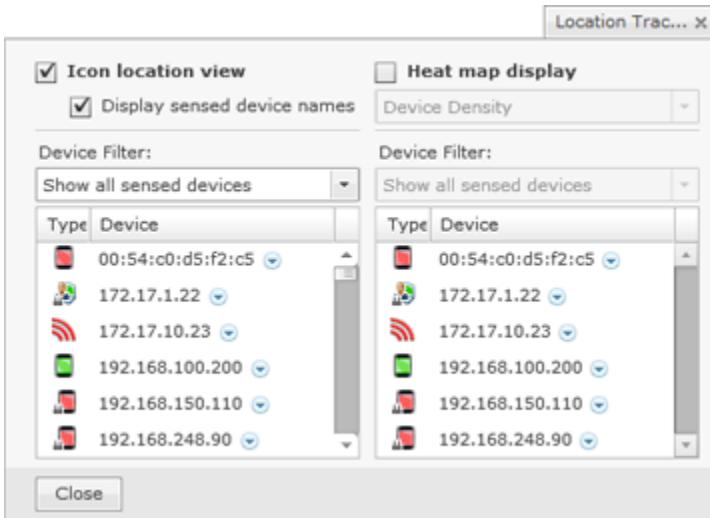 Location Trac... x
Icon location view
Display sensed device names
Device Filter:
Show all sensed devices
Type Device
00:54:c0:d5:f2:c5
172.17.1.22
172.17.10.23
192.168.100.200
192.168.150.110
192.168.248.90
Heat map display
Device Density
Device Filter:
Show all sensed devices
Type Device
00:54:c0:d5:f2:c5
172.17.1.22
172.17.10.23
192.168.100.200
192.168.150.110
192.168.248.90
Close